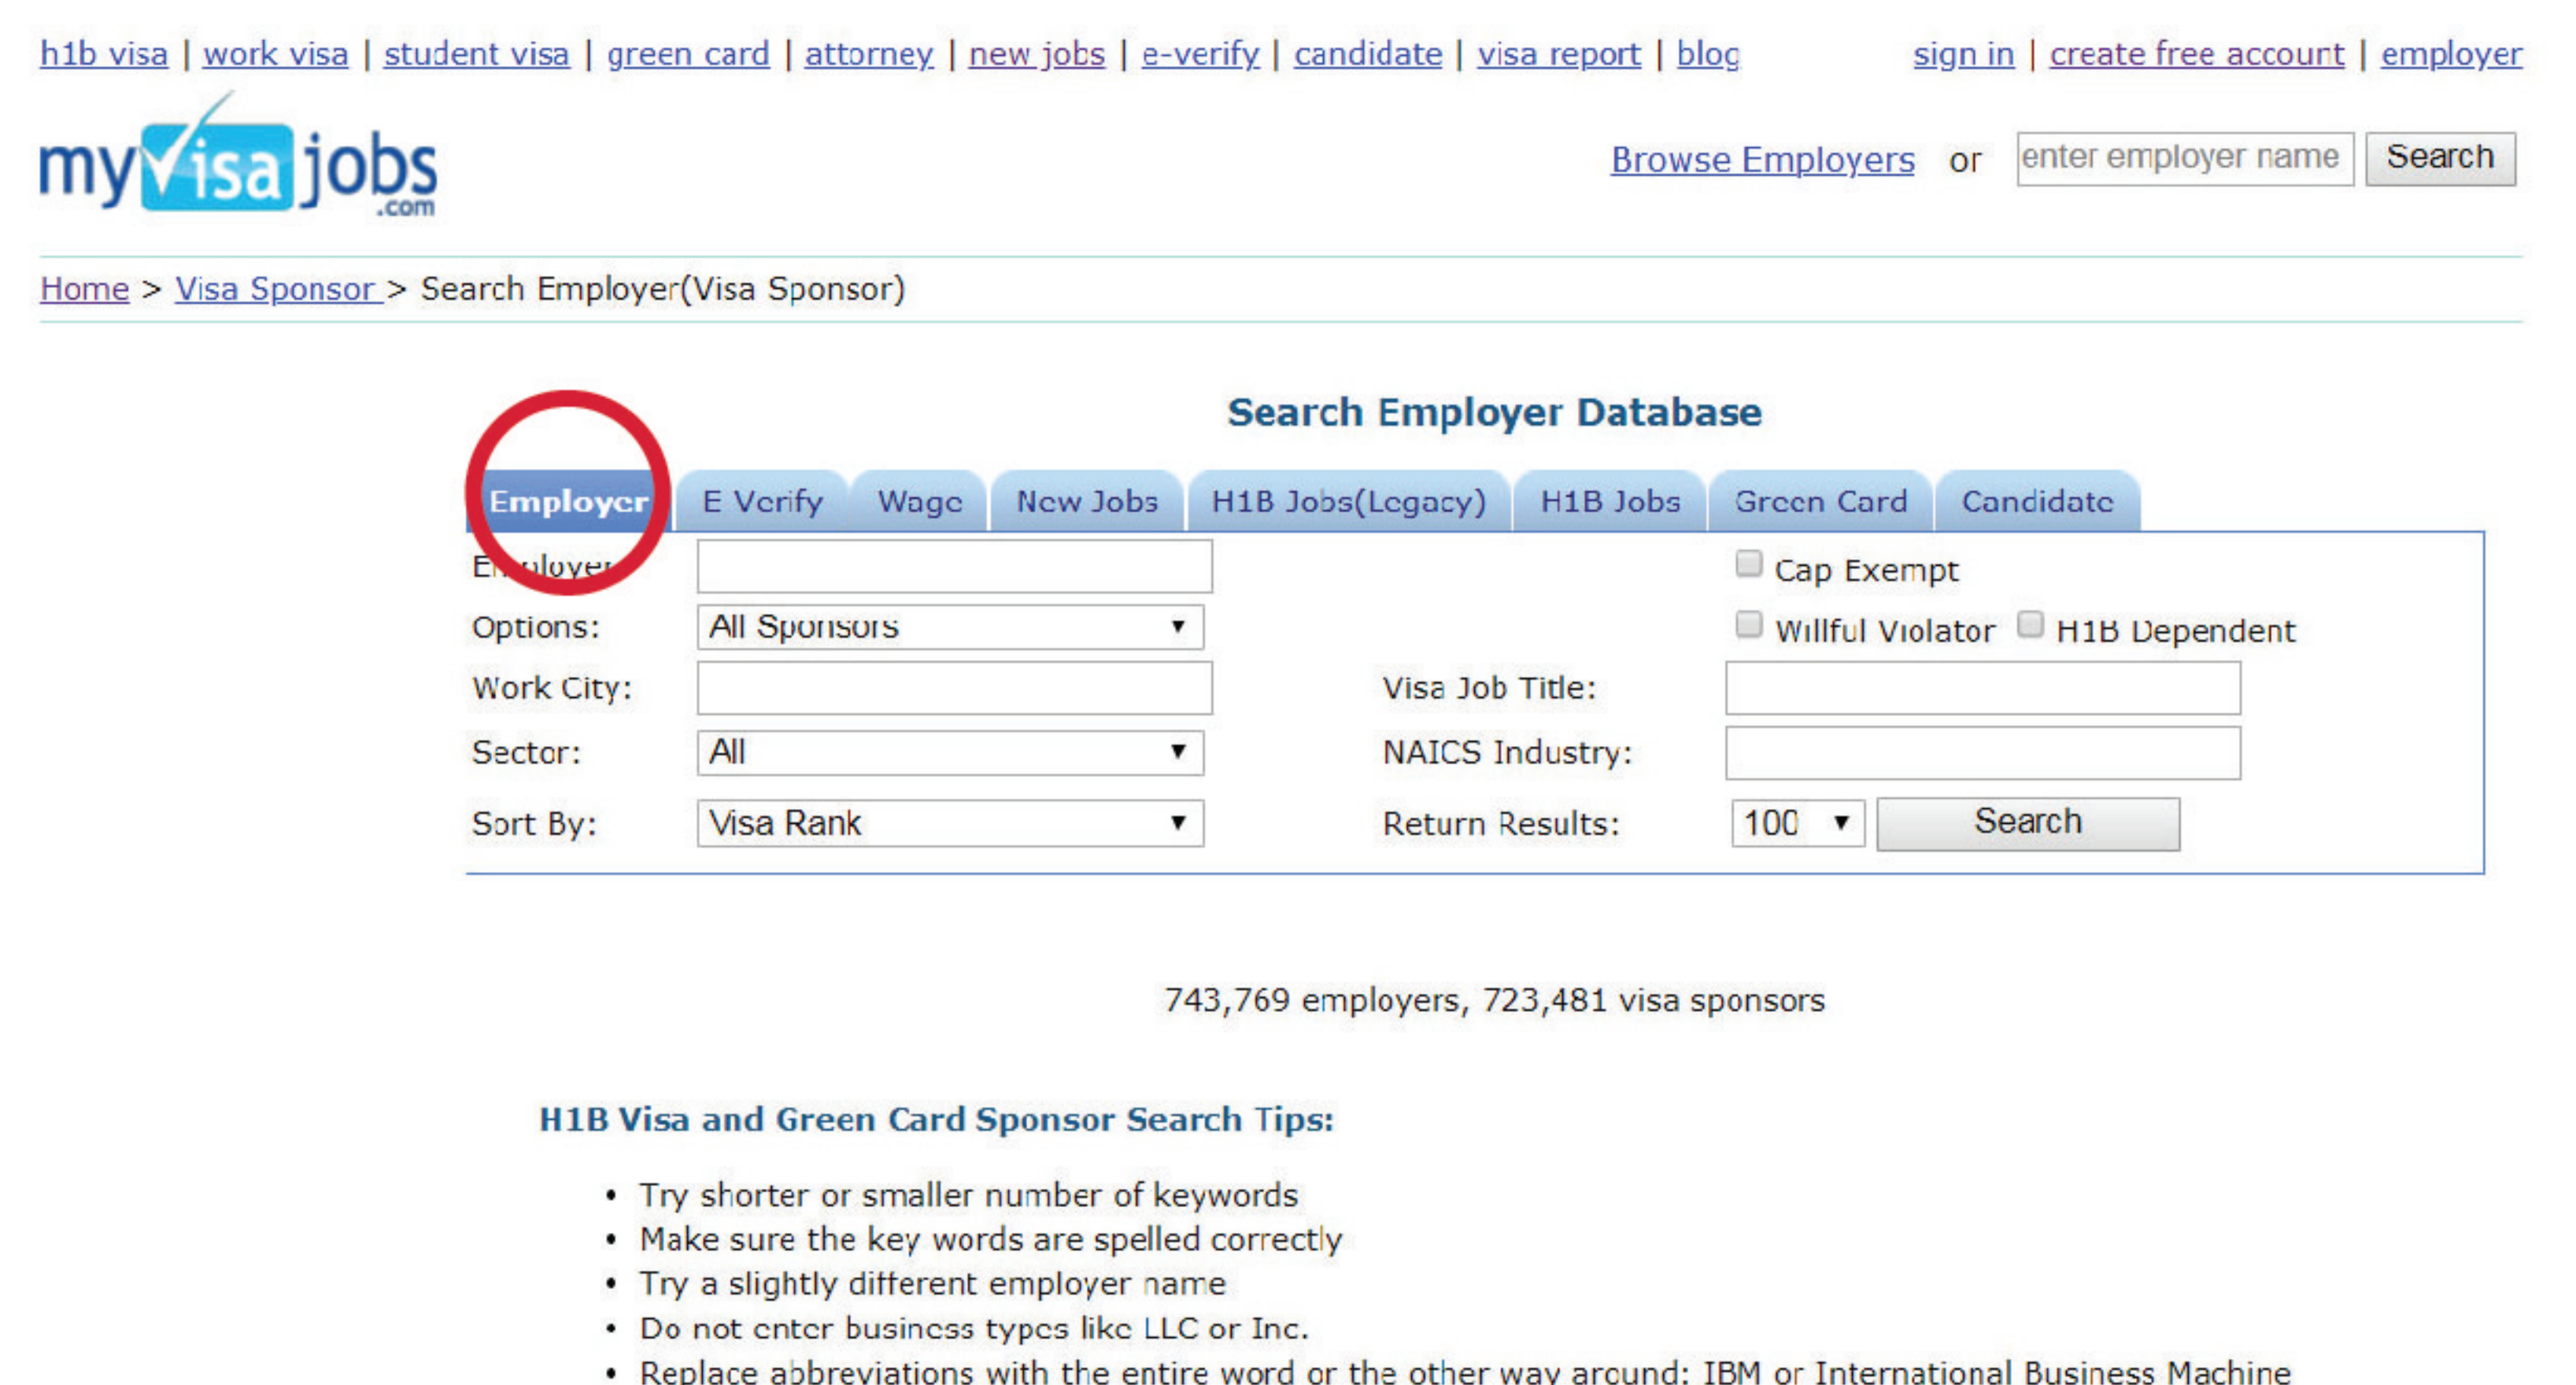 h1b visa | work visa | student visa | green card | attorney | new jobs | e-verify | candidate | visa report | blog sign in | create free account | employer
myvisajobs.com
Browse Employers or enter employer name Search
Home > Visa Sponsor > Search Employer(Visa Sponsor)
Search Employer Database
Employer E Verify Wage New Jobs H1B Jobs(Legacy) H1B Jobs Green Card Candidate
Employer Cap Exempt
Options: All Sponsors Willful Violator H1B Dependent
Work City: Visa Job Title:
Sector: All NAICS Industry:
Sort By: Visa Rank Return Results: 100 Search
743,769 employers, 723,481 visa sponsors
H1B Visa and Green Card Sponsor Search Tips:
• Try shorter or smaller number of keywords
• Make sure the key words are spelled correctly
• Try a slightly different employer name
• Do not enter business types like LLC or Inc.
• Replace abbreviations with the entire word or the other way around: IBM or International Business Machine